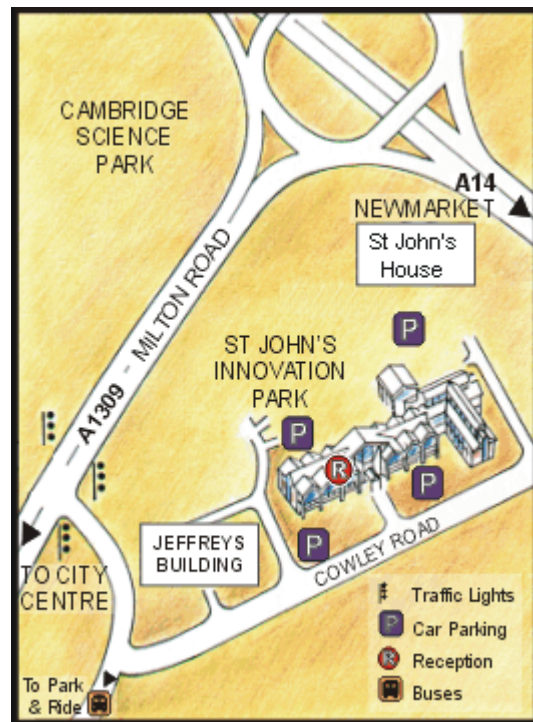 CAMBRIDGE
SCIENCE
PARK
A14
NEWMARKET
St John's
House
A1309 - MILTON ROAD
P
ST JOHN'S
INNOVATION
PARK
P
R
P
P
JEFFREYS
BUILDING
COWLEY ROAD
TO CITY
CENTRE
Traffic Lights
P Car Parking
R Reception
Buses
To Park
& Ride